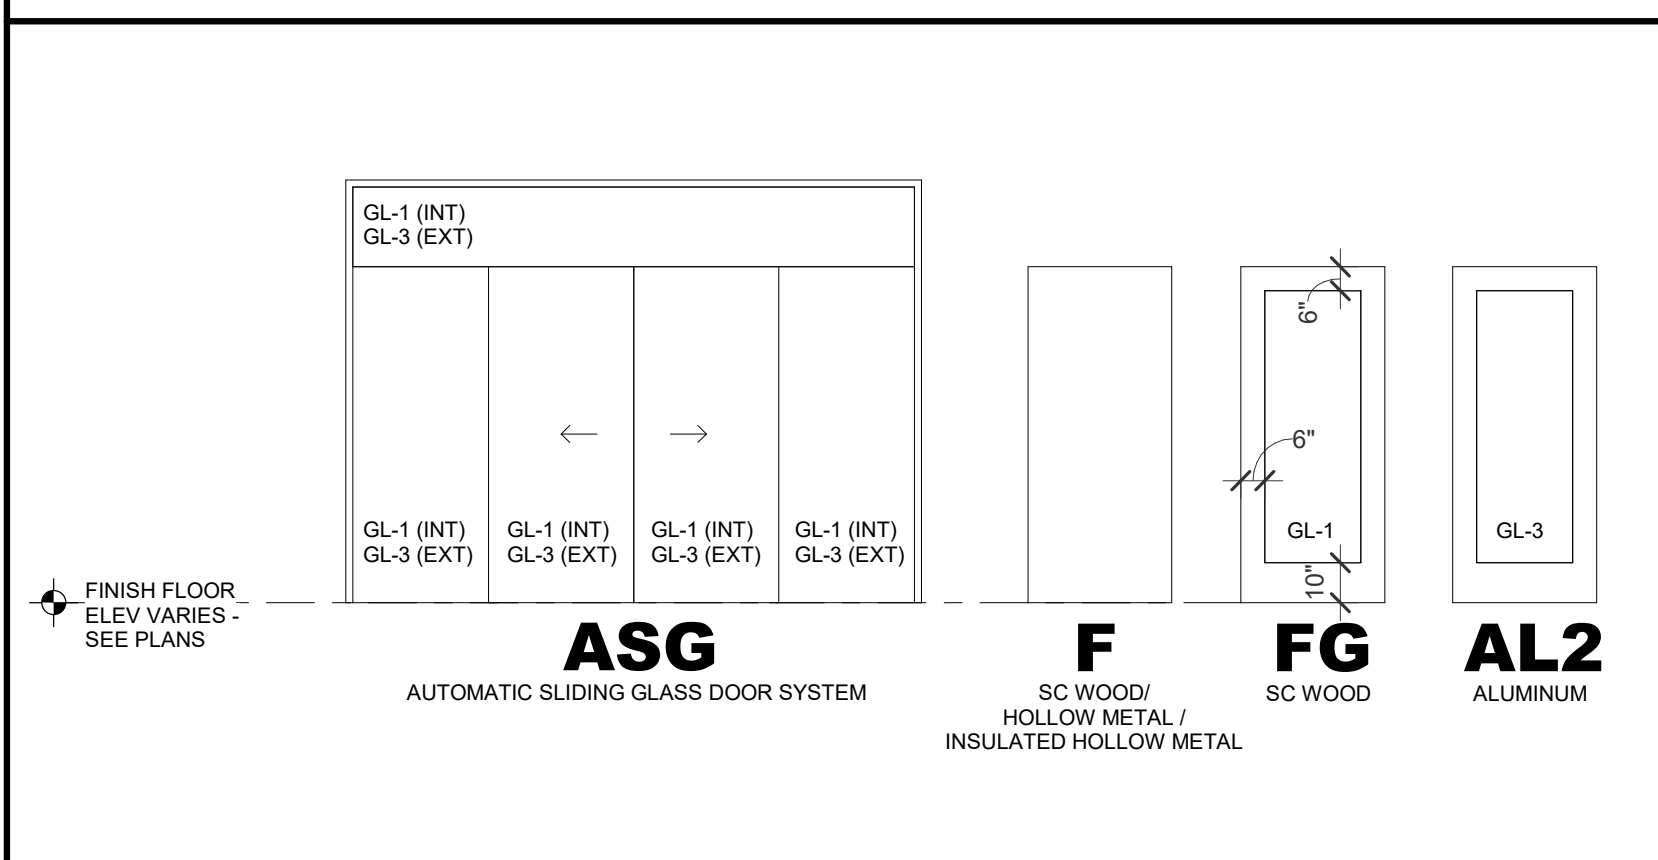 GL-1 (INT)
GL-3 (EXT)
GL-1 (INT)
GL-3 (EXT)
GL-1 (INT)
GL-3 (EXT)
GL-1 (INT)
GL-3 (EXT)
GL-1 (INT)
GL-3 (EXT)
6"
6"
GL-1
10"
GL-3
FINISH FLOOR
ELEV VARIES -
SEE PLANS
ASG
AUTOMATIC SLIDING GLASS DOOR SYSTEM
F
SC WOOD/
HOLLOW METAL /
INSULATED HOLLOW METAL
FG
SC WOOD
AL2
ALUMINUM